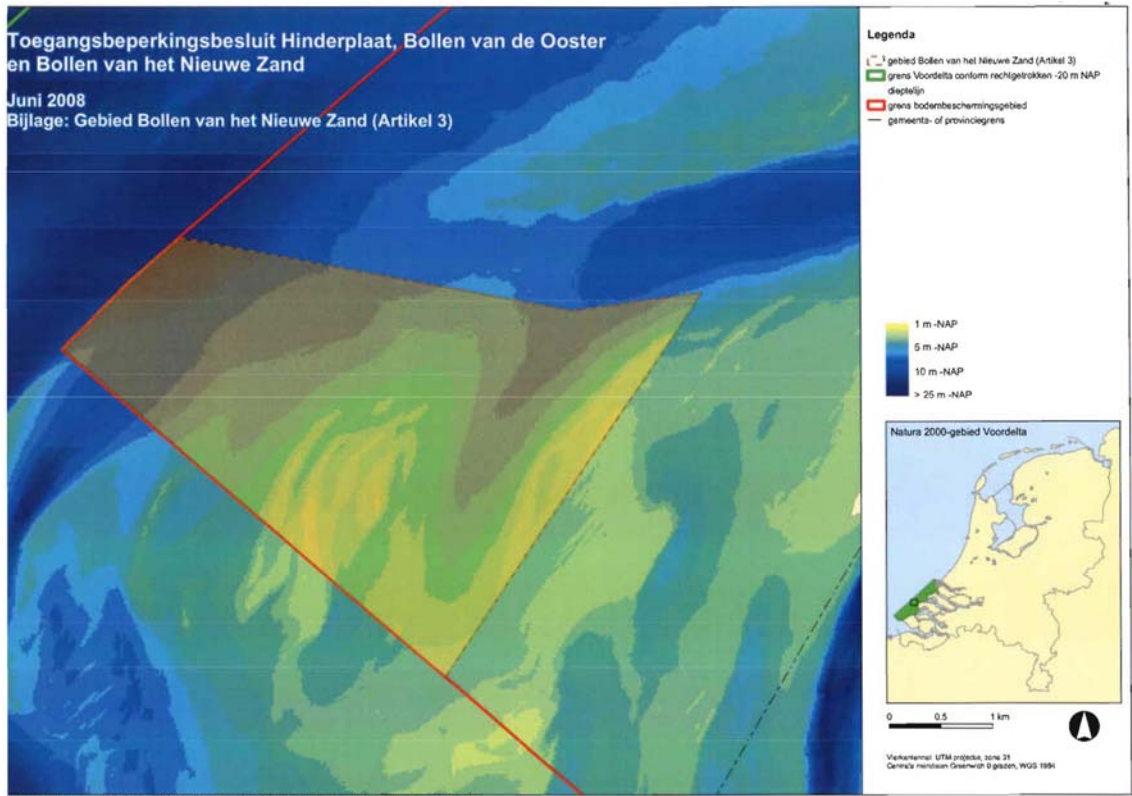 Toegangsbeperkingsbesluit Hinderplaat, Bollen van de Ooster
en Bollen van het Nieuwe Zand
Juni 2008
Bijlage: Gebied Bollen van het Nieuwe Zand (Artikel 3)
Legenda
gebied Bollen van het Nieuwe Zand (Artikel 3)
grens Voordelta conform rechtgetrokken -20 m NAP
dieptelijn
grens bodembeschermingsgebied
gemeente- of provinciegrens
1 m -NAP
5 m -NAP
10 m -NAP
> 25 m -NAP
Natura 2000-gebied Voordelta
0 0.5 1 km
Vierkantennet: UTM projectie, zone 31
Centrale meridiaan Greenwich 0 graden, WGS 1984